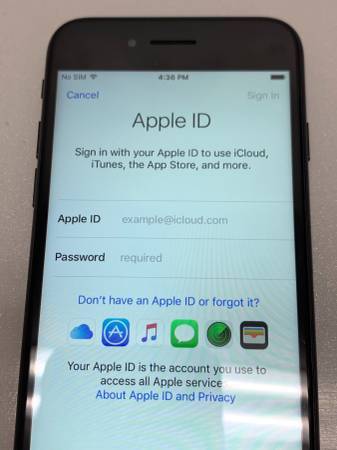 No SIM 4:36 PM
Cancel Sign In
Apple ID
Sign in with your Apple ID to use iCloud,
iTunes, the App Store, and more.
Apple ID example@icloud.com
Password required
Don't have an Apple ID or forgot it?
Your Apple ID is the account you use to
access all Apple service
About Apple ID and Privacy